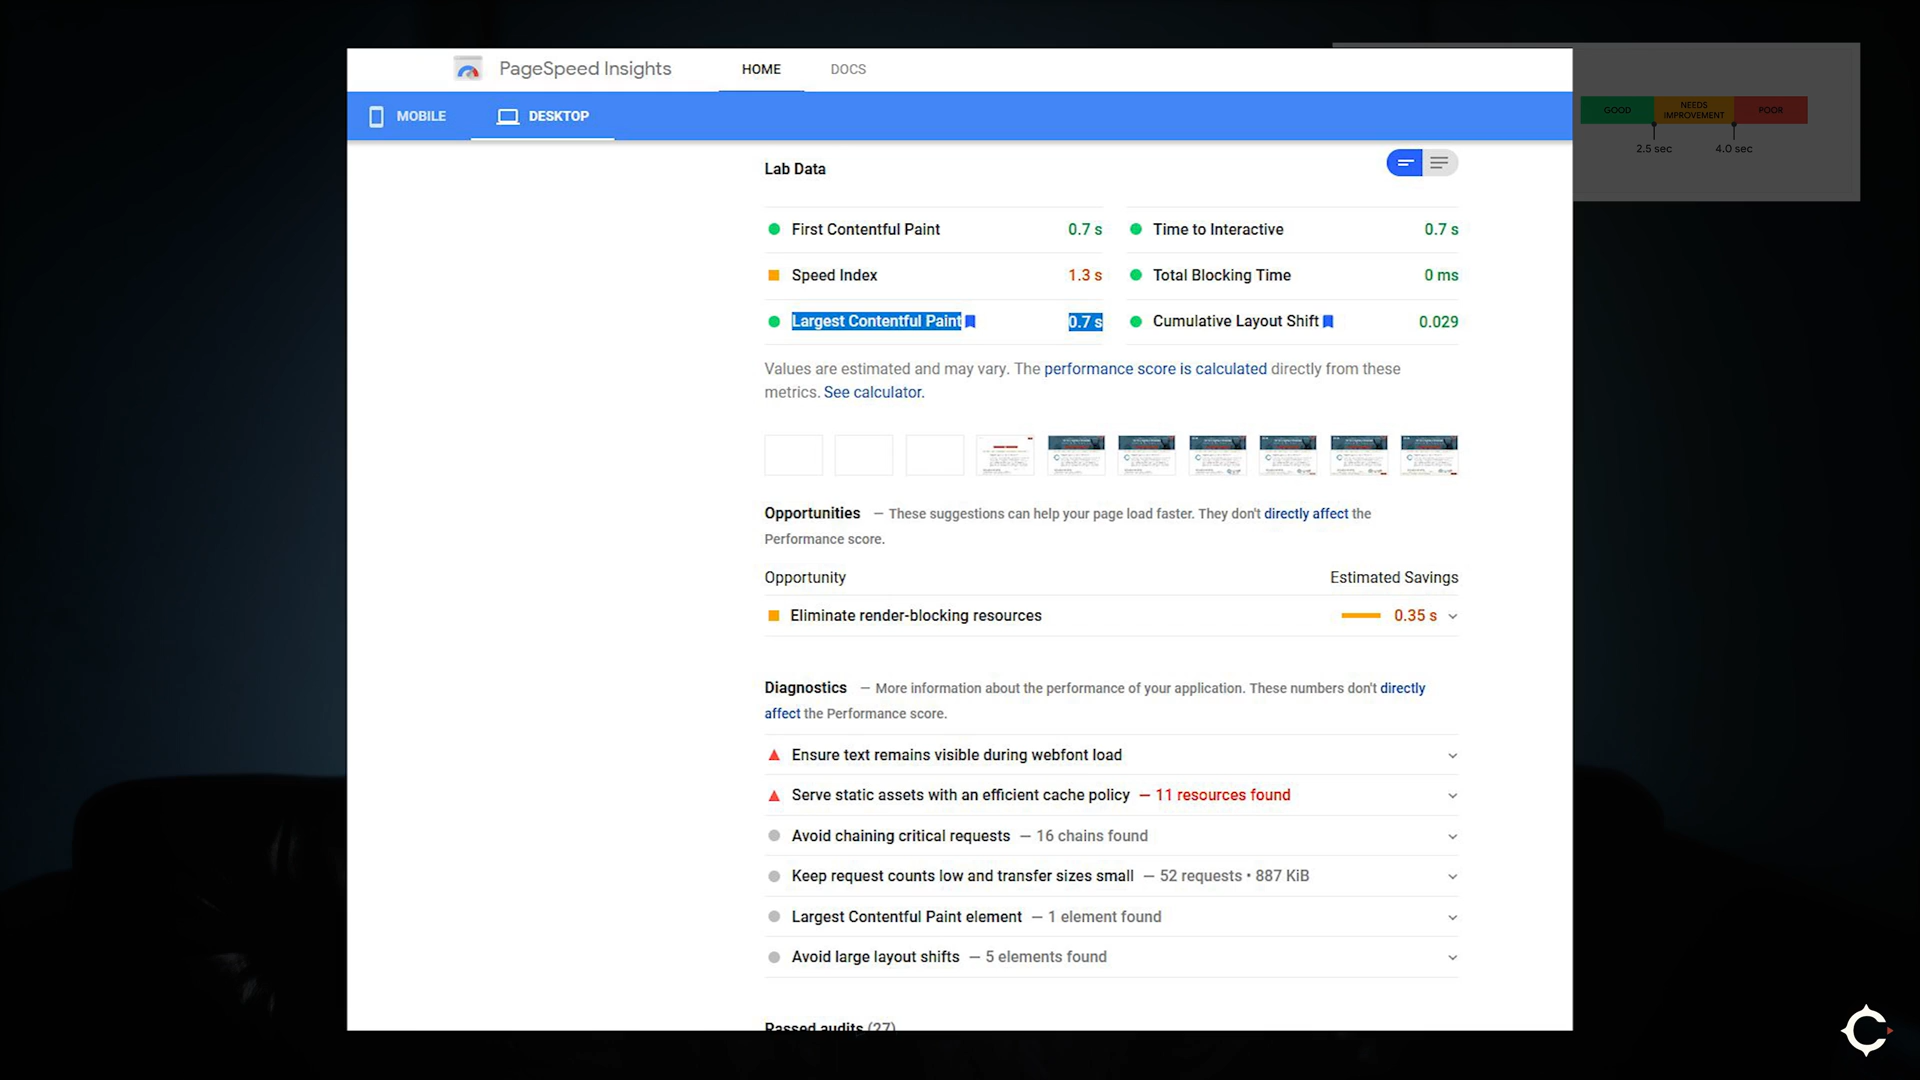 PageSpeed Insights HOME DOCS
MOBILE DESKTOP
GOOD NEEDS IMPROVEMENT POOR
2.5 sec 4.0 sec
Lab Data
First Contentful Paint 0.7 s
Time to Interactive 0.7 s
Speed Index 1.3 s
Total Blocking Time 0 ms
Largest Contentful Paint 0.7 s
Cumulative Layout Shift 0.029
Values are estimated and may vary. The performance score is calculated directly from these
metrics. See calculator.
Opportunities — These suggestions can help your page load faster. They don't directly affect the
Performance score.
Opportunity Estimated Savings
Eliminate render-blocking resources 0.35 s
Diagnostics — More information about the performance of your application. These numbers don't directly
affect the Performance score.
Ensure text remains visible during webfont load
Serve static assets with an efficient cache policy — 11 resources found
Avoid chaining critical requests — 16 chains found
Keep request counts low and transfer sizes small — 52 requests • 887 KiB
Largest Contentful Paint element — 1 element found
Avoid large layout shifts — 5 elements found
Passed audits (27)